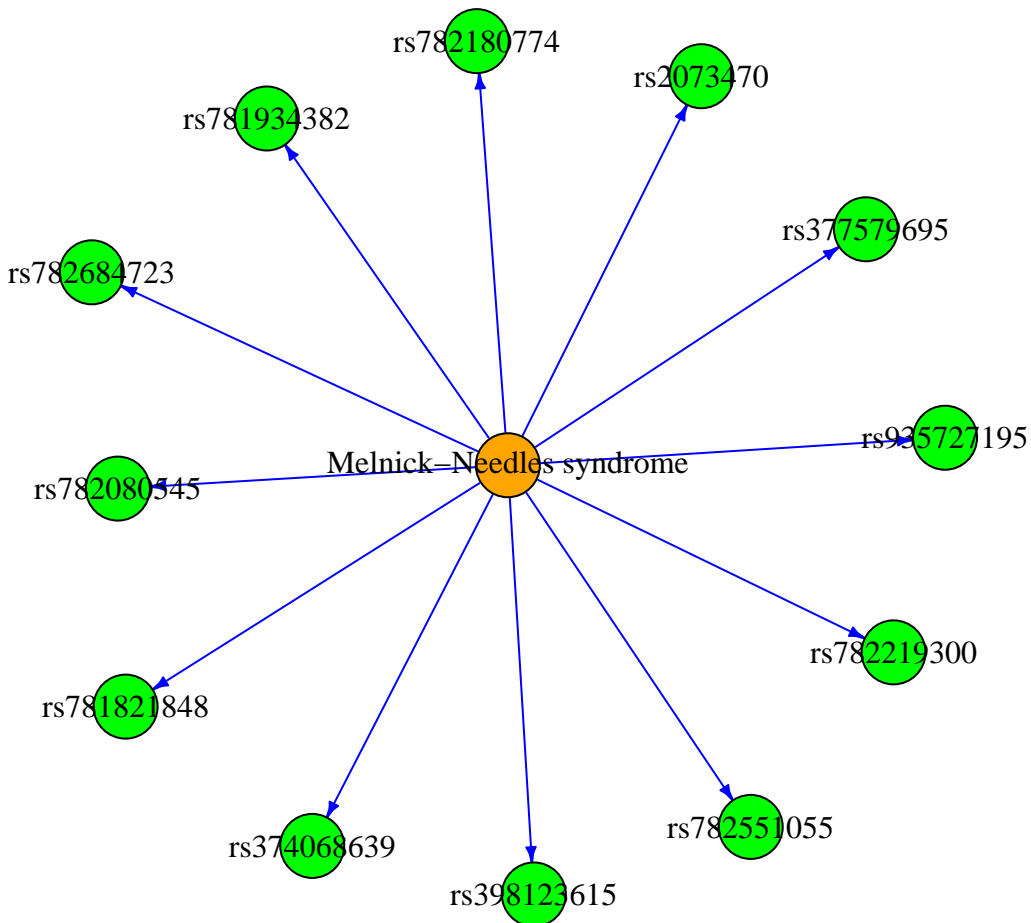 rs782180774
rs2073470
rs781934382
rs377579695
rs782684723
rs935727195
Melnick−Needles syndrome
rs782080545
rs782219300
rs781821848
rs782551055
rs374068639
rs398123615